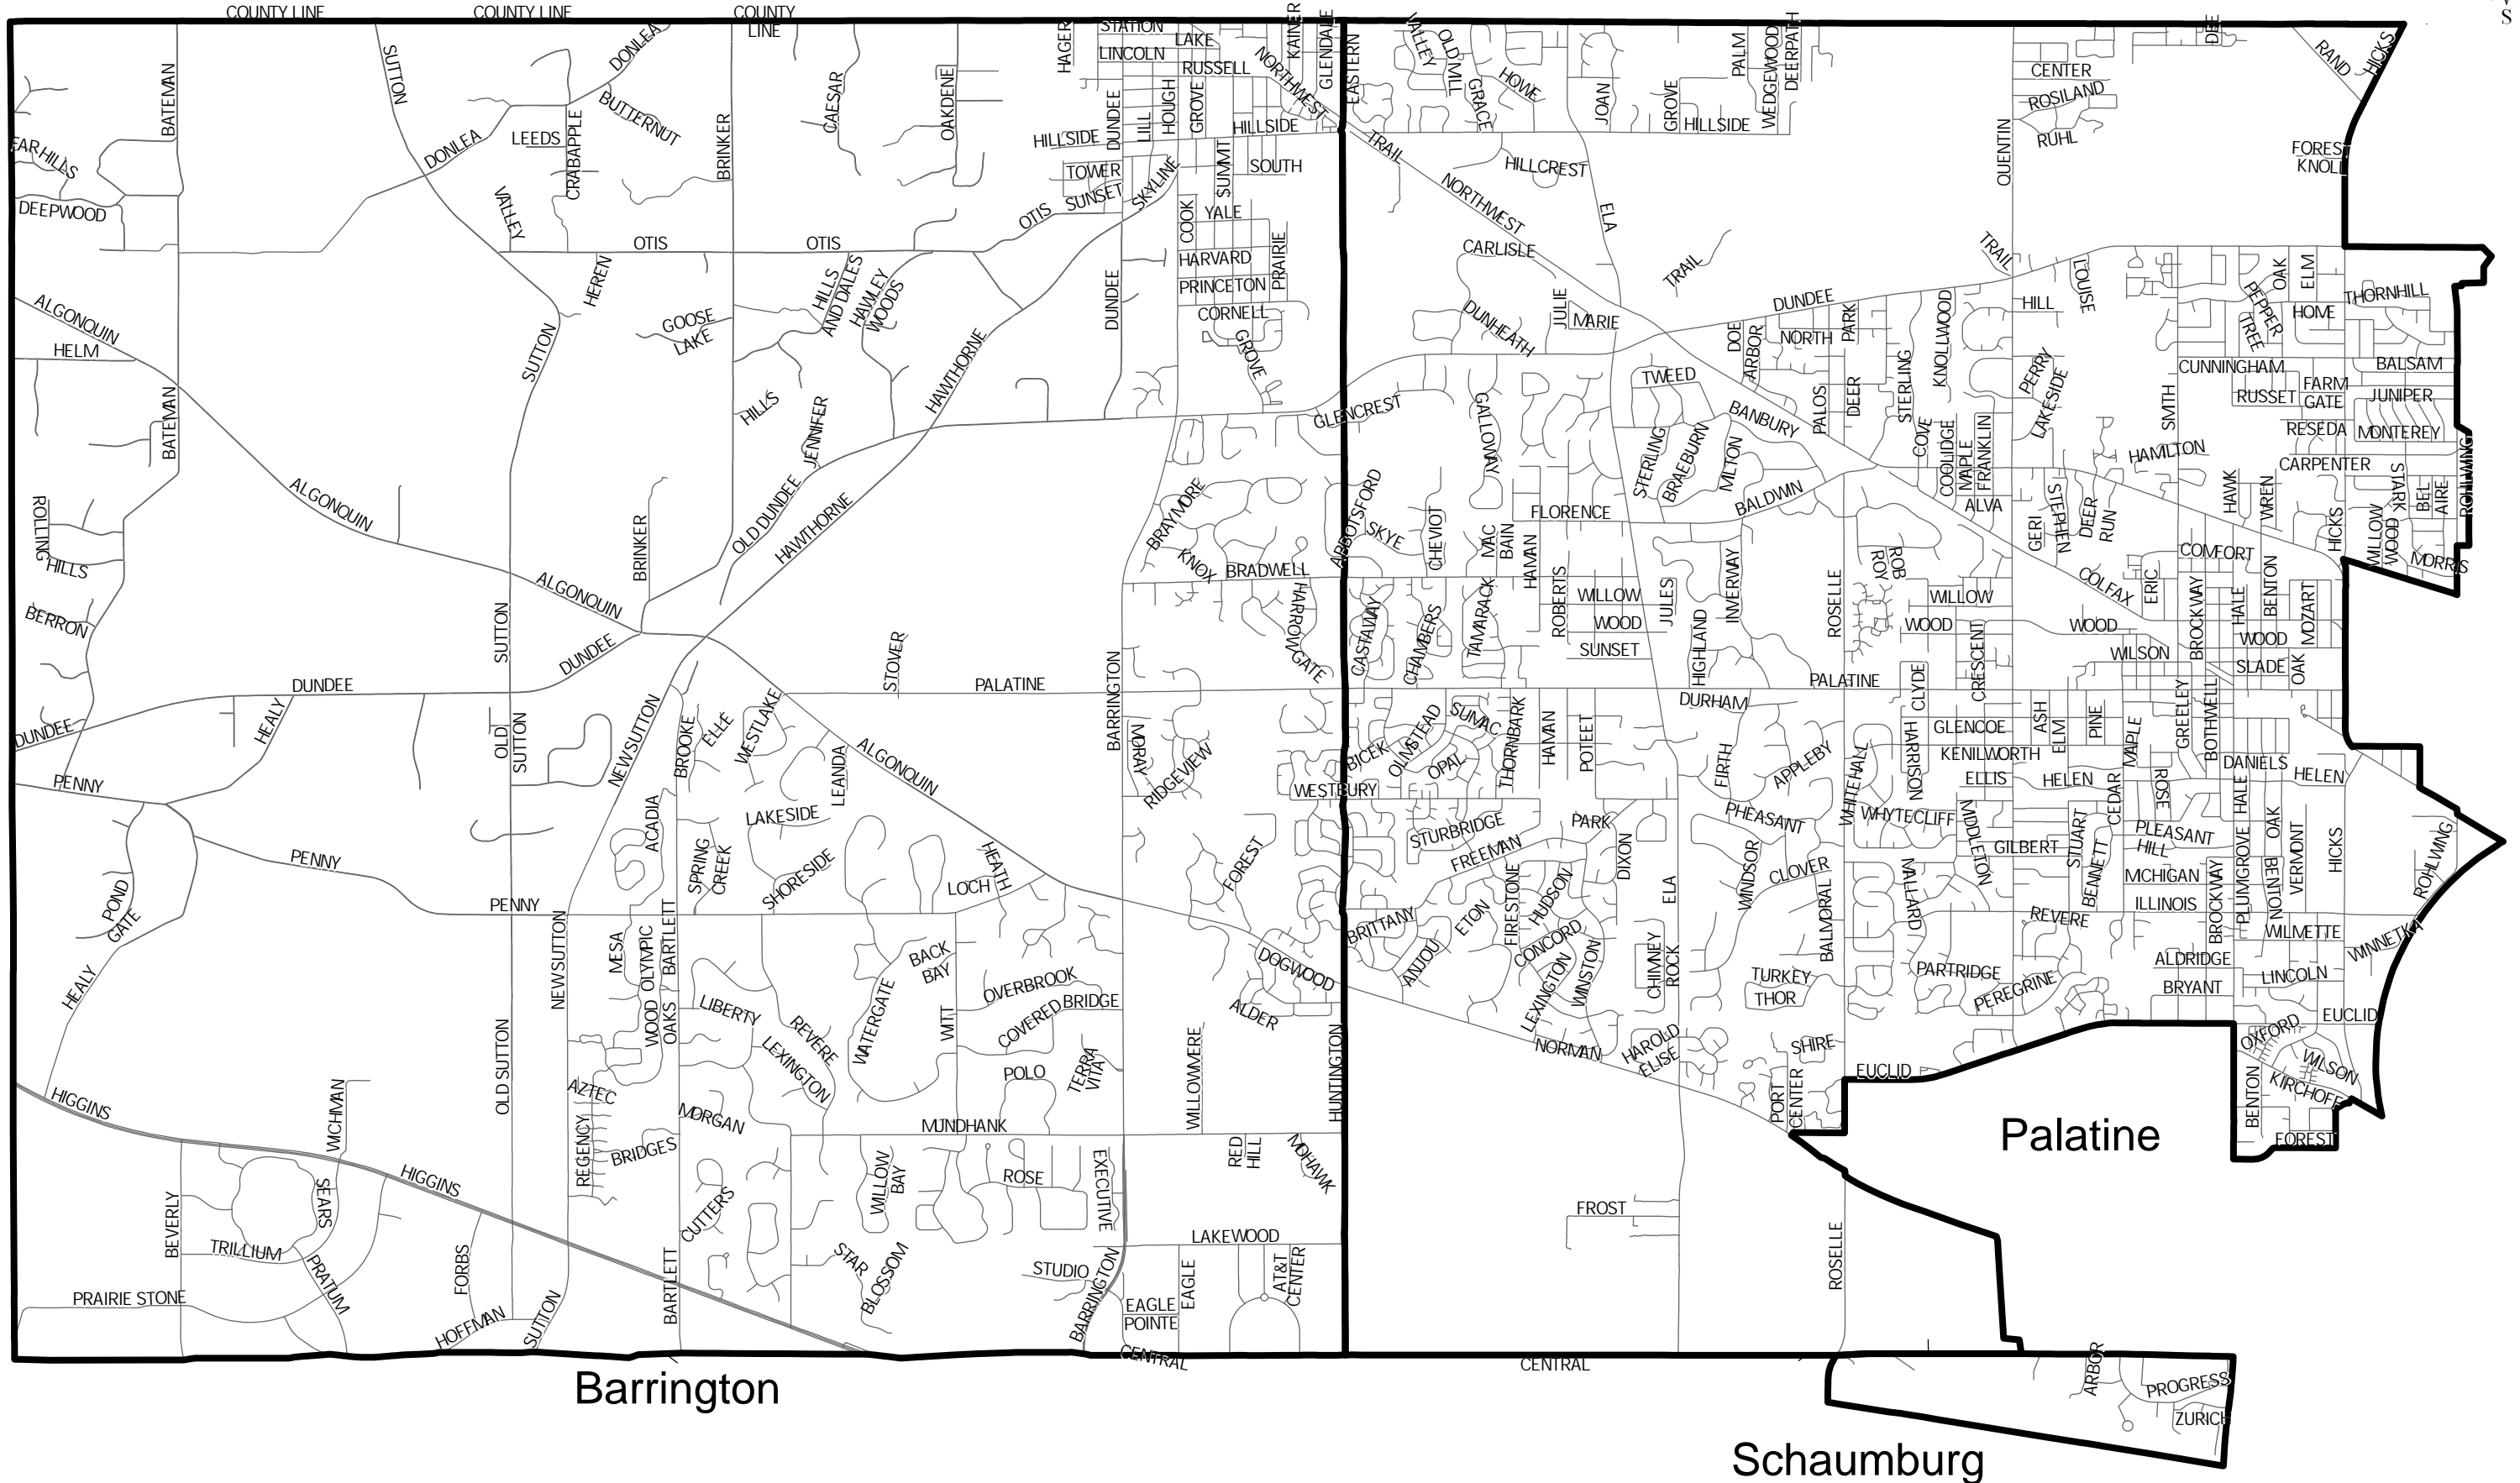 COUNTY LINE
COUNTY LINE
COUNTY
LINE
S
HAGER
STATION
LAKE
KAINER
GLENDALE
EASTERN
VALLEY
OLD MILL
PALM
WEDGEWOOD
DEERPATH
DEE
RAND
HICKS
SUTTON
DONLEA
LINCOLN
RUSSELL
NORTHWEST
HOWE
GRACE
JOAN
GROVE
CENTER
ROSILAND
RUHL
BATEMAN
BUTTERNUT
CAESAR
OAKDENE
DUNDEE
LILL
HOUGH
GROVE
HILLSIDE
HILLSIDE
HILLSIDE
EAR HILLS
DONLEA
LEEDS
CRABAPPLE
BRINKER
TOWER
SUNSET
SKYLINE
SUMMIT
SOUTH
TRAIL
HILLCREST
QUENTIN
FOREST
KNOLL
DEEPWOOD
VALLEY
OTIS
OTIS
OTIS
COOK
YALE
PRAIRIE
NORTHWEST
ELA
HARVARD
PRINCETON
CORNELL
GROVE
CARLISLE
TRAIL
TRAIL
LOUISE
OAK
ELM
THORNHILL
HEREN
HILLS
AND DALES
HAWLEY
WOODS
DUNDEE
ALGONQUIN
HELM
GOOSE
LAKE
SUTTON
HAWTHORNE
DUNHEATH
JULIE
MARIE
DUNDEE
DOE
ARBOR
NORTH
PARK
KNOLLWOOD
HILL
PEPPER
TREE
HOME
BATEMAN
HILLS
JENNIFER
GLENCREST
GALLOWAY
TWEED
BANBURY
PALOS
DEER
STERLING
PERRY
LAKESIDE
SMITH
CUNNINGHAM
BALSAM
FARM
GATE
RUSSET
JUNIPER
RESEDA
MONTEREY
ROHLWING
ROLLING
HILLS
ALGONQUIN
OLD DUNDEE
HAWTHORNE
BRAYMORE
KNOX
BRADWELL
HARROW
GATE
ABBOTSFORD
SKYE
CHEVIOT
MAC
BAIN
HAMAN
FLORENCE
STERLING
BRAEBURN
MILTON
BALDWIN
COVE
COOLIDGE
MAPLE
FRANKLIN
ALVA
GERI
STEPHEN
DEER
RUN
HAMILTON
CARPENTER
HAWK
WREN
HICKS
STARK
BEL
AIRE
WILLOW
WOOD
MORRIS
BRINKER
ALGONQUIN
BERRON
SUTTON
DUNDEE
STOVER
CASTAWAY
CHAMBERS
TAMARACK
ROBERTS
WILLOW
WOOD
SUNSET
JULES
HIGHLAND
INVERWAY
ROSELLE
ROB
ROY
WILLOW
WOOD
CRESCENT
COLFAX
ERIC
COMFORT
BROCKWAY
HALE
BENTON
MOZART
WOOD
WOOD
WILSON
SLADE
OAK
DUNDEE
DUNDEE
HEALY
PENNY
OLD
SUTTON
NEW SUTTON
BROOKE
ELLE
WESTLAKE
LEANDA
PALATINE
BARRINGTON
MORAY
RIDGEVIEW
WESTBURY
BICEK
OLMSTEAD
SUMAC
OPAL
THORNBARK
HAMAN
POTEET
DURHAM
PALATINE
CLYDE
FIRTH
APPLEBY
WHITEHALL
HARRISON
GLENCOE
KENILWORTH
ELLIS
ASH
ELM
PINE
MAPLE
GREELEY
BOTHWELL
DANIELS
HELEN
HELEN
ALGONQUIN
ACADIA
LAKESIDE
SPRING
CREEK
SHORESIDE
LOCH
HEATH
FOREST
STURBRIDGE
FREEMAN
PARK
DIXON
PHEASANT
WHYTECLIFF
MIDDLETON
CEDAR
ROSE
HALE
OAK
PLEASANT
HILL
GILBERT
STUART
BENNETT
PLUM GROVE
BENTON
VERMONT
HICKS
ROHLWING
PENNY
PENNY
POND
GATE
HEALY
NEW SUTTON
MESA
WOOD OLYMPIC
OAKS
BARTLETT
BACK
BAY
OVERBROOK
COVERED BRIDGE
DOGWOOD
ALDER
BRITTANY
ANJOU
ETON
FIRESTONE
HUDSON
CONCORD
LEXINGTON
WINSTON
CHIMNEY
ROCK
ELA
WINDSOR
CLOVER
BALMORAL
MALLARD
MICHIGAN
ILLINOIS
REVERE
BROCKWAY
WILMETTE
WINNETKA
TURKEY
THOR
PARTRIDGE
PEREGRINE
ALDRIDGE
BRYANT
LINCOLN
EUCLID
LIBERTY
REVERE
LEXINGTON
WATERGATE
WITT
TERRA
VITA
POLO
WILLOWMERE
HUNTINGTON
NORMAN
HAROLD
ELISE
SHIRE
PORT
CENTER
EUCLID
OXFORD
WILSON
KIRCHOFF
BENTON
FOREST
HIGGINS
WICHMAN
OLD SUTTON
AZTEC
REGENCY
BRIDGES
MORGAN
MUNDHANK
RED
HILL
MOHAWK
Palatine
BEVERLY
SEARS
TRILLIUM
PRATUM
HIGGINS
FORBS
CUTTERS
WILLOW
BAY
ROSE
EXECUTIVE
LAKEWOOD
FROST
ROSELLE
PRAIRIE STONE
HOFFMAN
SUTTON
BARTLETT
STAR
BLOSSOM
STUDIO
BARRINGTON
EAGLE
POINTE
EAGLE
AT&T
CENTER
CENTRAL
CENTRAL
ARBOR
PROGRESS
ZURICH
Barrington
Schaumburg